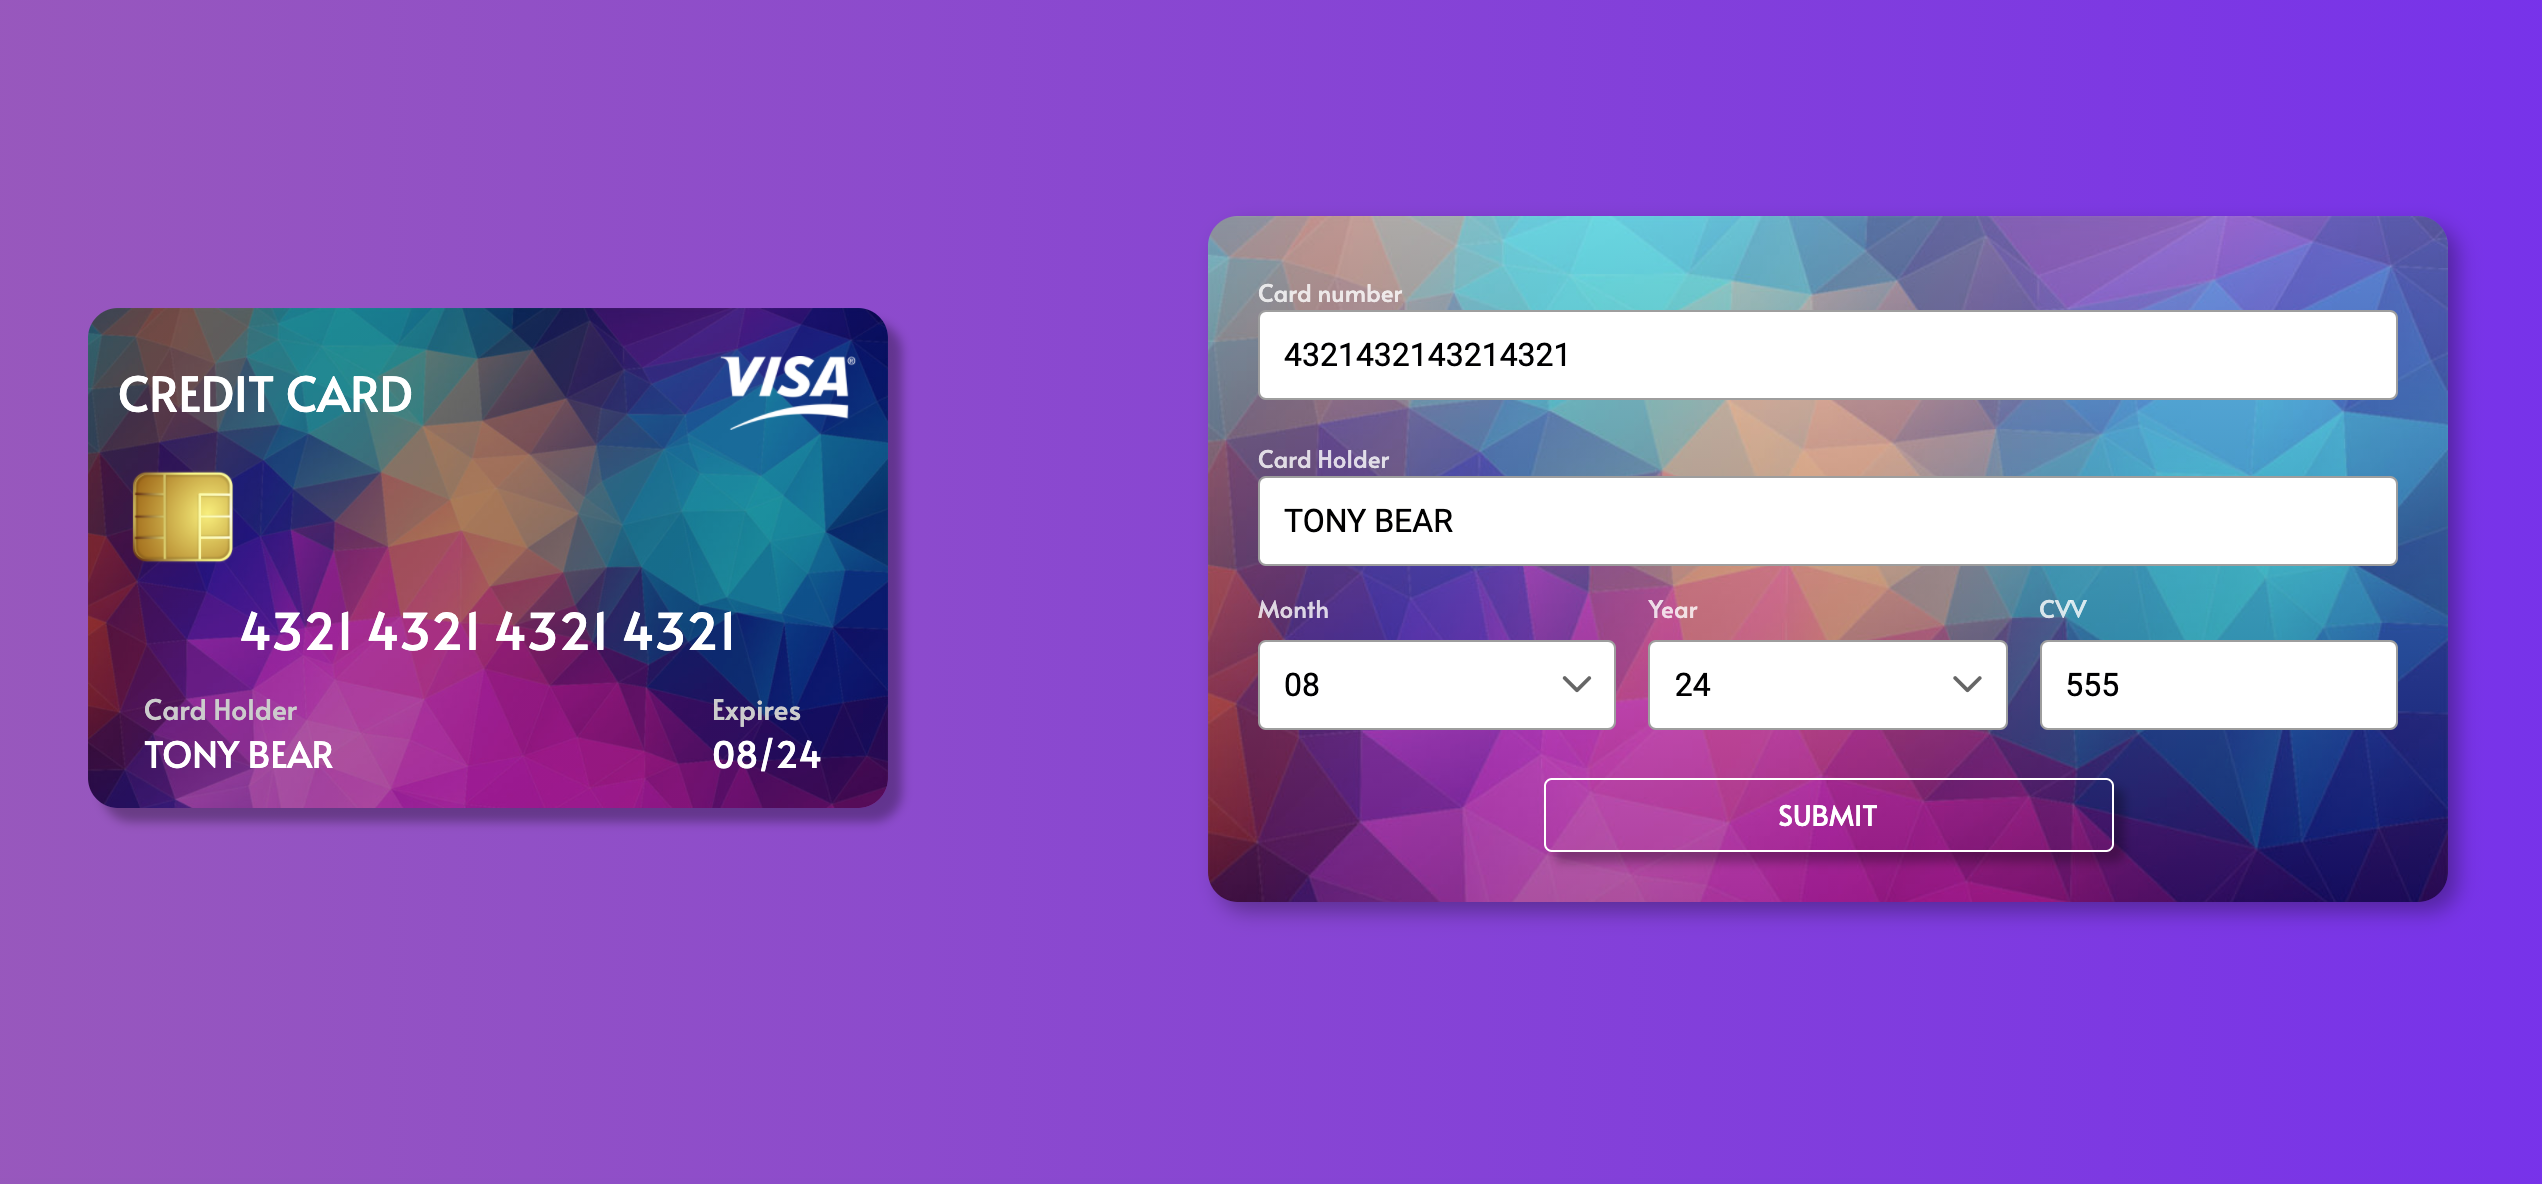 CREDIT CARD
VISA®
4321 4321 4321 4321
Card Holder
TONY BEAR
Expires
08/24
Card number
4321432143214321
Card Holder
TONY BEAR
Month
08
Year
24
CVV
555
SUBMIT